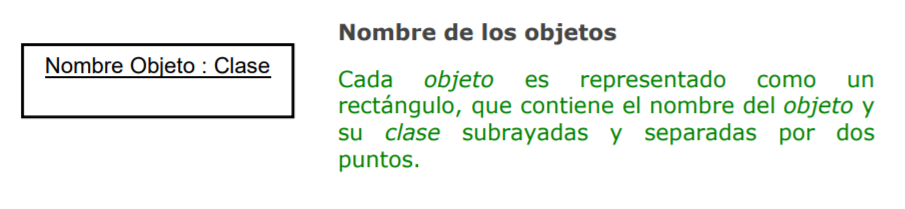 Nombre Objeto : Clase
Nombre de los objetos
Cada objeto es representado como un
rectángulo, que contiene el nombre del objeto y
su clase subrayadas y separadas por dos
puntos.